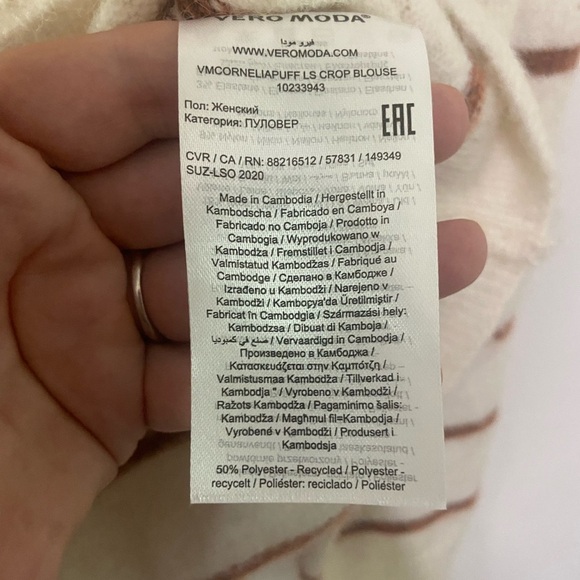 VERO MODA®
فيرو مودا
WWW.VEROMODA.COM
VMCORNELIAPUFF LS CROP BLOUSE
10233943
Пол: Женский
Категория: ПУЛОВЕР
EAC
CVR / CA / RN: 88216512 / 57831 / 149349
SUZ-LSO 2020
Made in Cambodia / Hergestellt in
Kambodscha / Fabricado en Camboya /
Fabricado no Camboja / Prodotto in
Cambogia / Wyprodukowano w
Kambodża / Fremstillet i Cambodja /
Valmistatud Kambodžas / Fabriqué au
Cambodge / Сделано в Камбодже /
Izrađeno u Kambodži / Narejeno v
Kambodži / Kambopya'da Üretilmiştir /
Fabricat în Cambodgia / Származási hely:
Kambodzsa / Dibuat di Kamboja /
صنع في كمبوديا / Vervaardigd in Cambodja /
Произведено в Камбоджа /
Κατασκευάζεται στην Καμπότζη /
Valmistusmaa Kambodža / Tillverkad i
Kambodja " / Vyrobeno v Kambodži /
Ražots Kambodža / Pagaminimo šalis:
Kambodža / Magħmul fil=Kambodja /
Vyrobené v Kambodži / Produsert i
Kambodsja
50% Polyester - Recycled / Polyester -
recycelt / Poliéster: reciclado / Poliéster